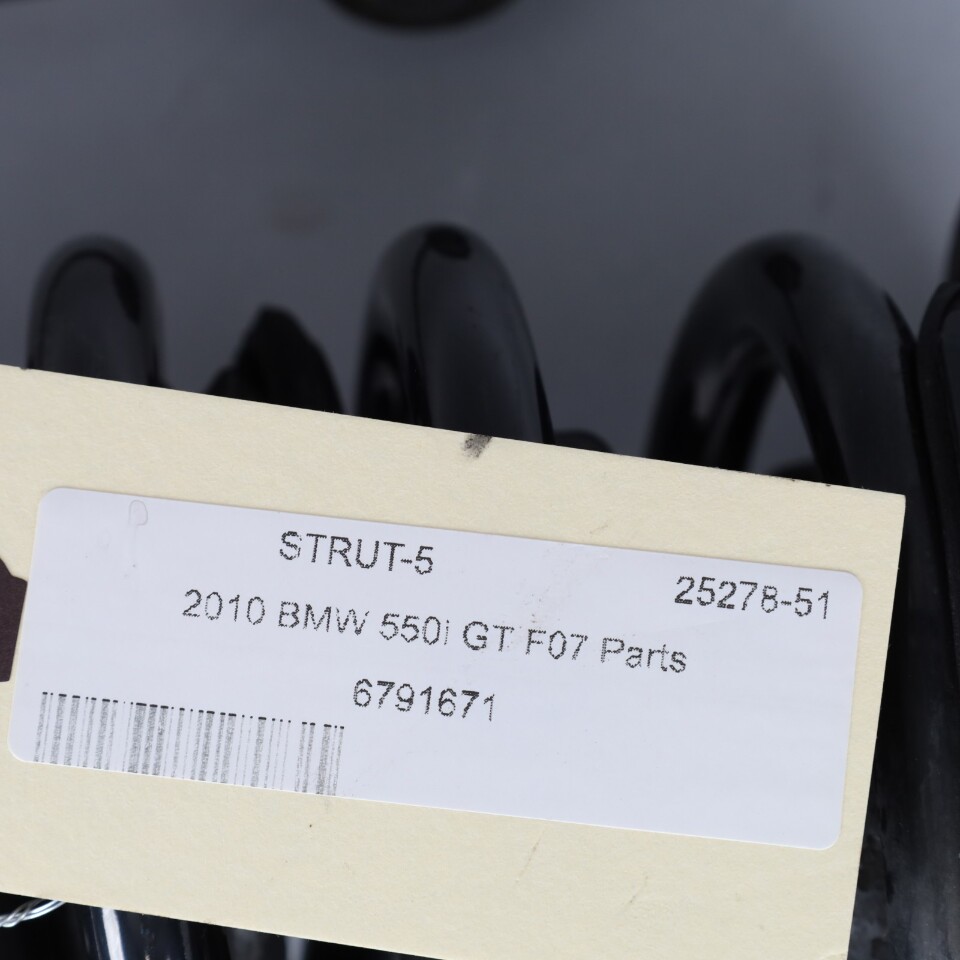 STRUT-5
25278-51
2010 BMW 550i GT F07 Parts
6791671